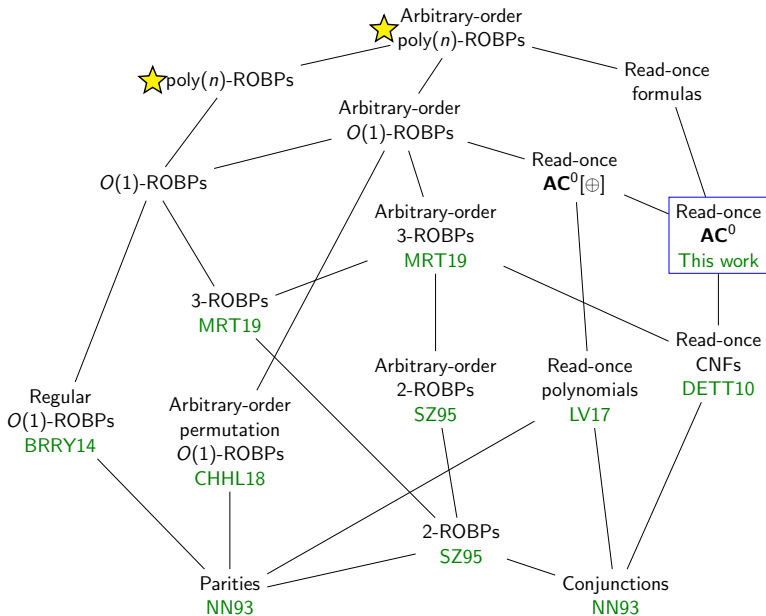 Arbitrary-order
poly(n)-ROBPs
poly(n)-ROBPs
Read-once
formulas
Arbitrary-order
O(1)-ROBPs
O(1)-ROBPs
Read-once
AC⁰[⊕]
Arbitrary-order
3-ROBPs
MRT19
Read-once
AC⁰
This work
3-ROBPs
MRT19
Read-once
CNFs
DETT10
Regular
O(1)-ROBPs
BRRY14
Arbitrary-order
permutation
O(1)-ROBPs
CHHL18
Arbitrary-order
2-ROBPs
SZ95
Read-once
polynomials
LV17
2-ROBPs
SZ95
Parities
NN93
Conjunctions
NN93